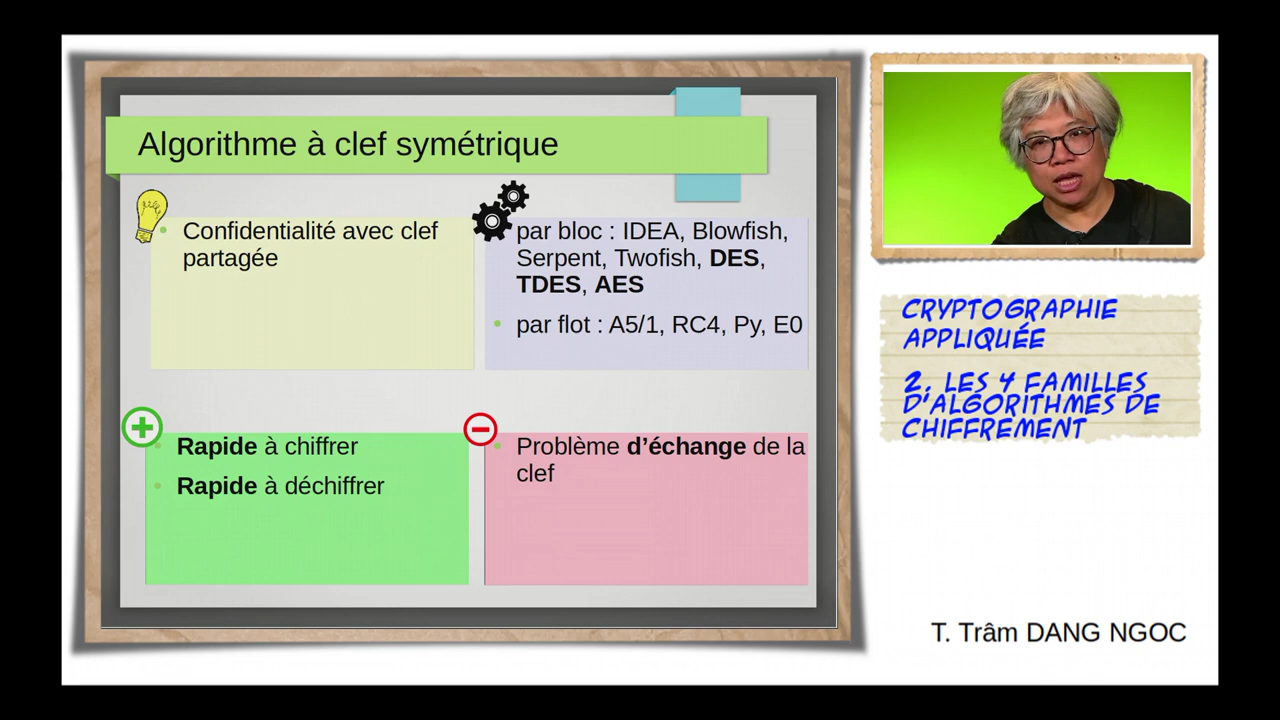 Algorithme à clef symétrique
Confidentialité avec clef
partagée
par bloc : IDEA, Blowfish,
Serpent, Twofish, DES,
TDES, AES
par flot : A5/1, RC4, Py, E0
Rapide à chiffrer
Rapide à déchiffrer
Problème d’échange de la
clef
CRYPTOGRAPHIE
APPLIQUÉE
2. LES 4 FAMILLES
D'ALGORITHMES DE
CHIFFREMENT
T. Trâm DANG NGOC